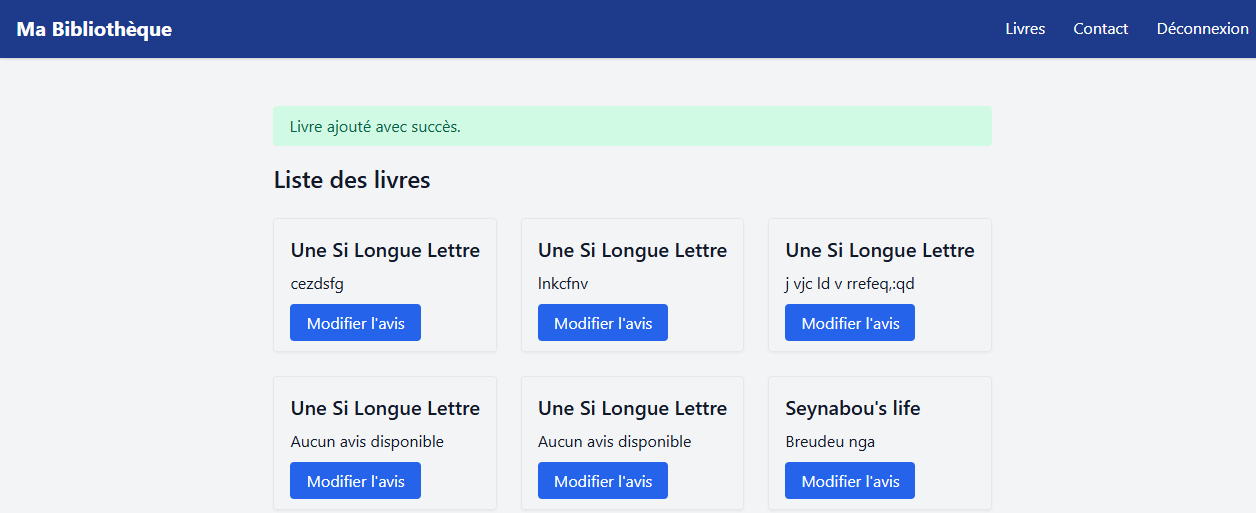 Ma Bibliothèque
Livres Contact Déconnexion
Livre ajouté avec succès.
Liste des livres
Une Si Longue Lettre
cezdsfg
Modifier l'avis
Une Si Longue Lettre
lnkcfnv
Modifier l'avis
Une Si Longue Lettre
j vjc ld v rrefeq,:qd
Modifier l'avis
Une Si Longue Lettre
Aucun avis disponible
Modifier l'avis
Une Si Longue Lettre
Aucun avis disponible
Modifier l'avis
Seynabou's life
Breudeu nga
Modifier l'avis